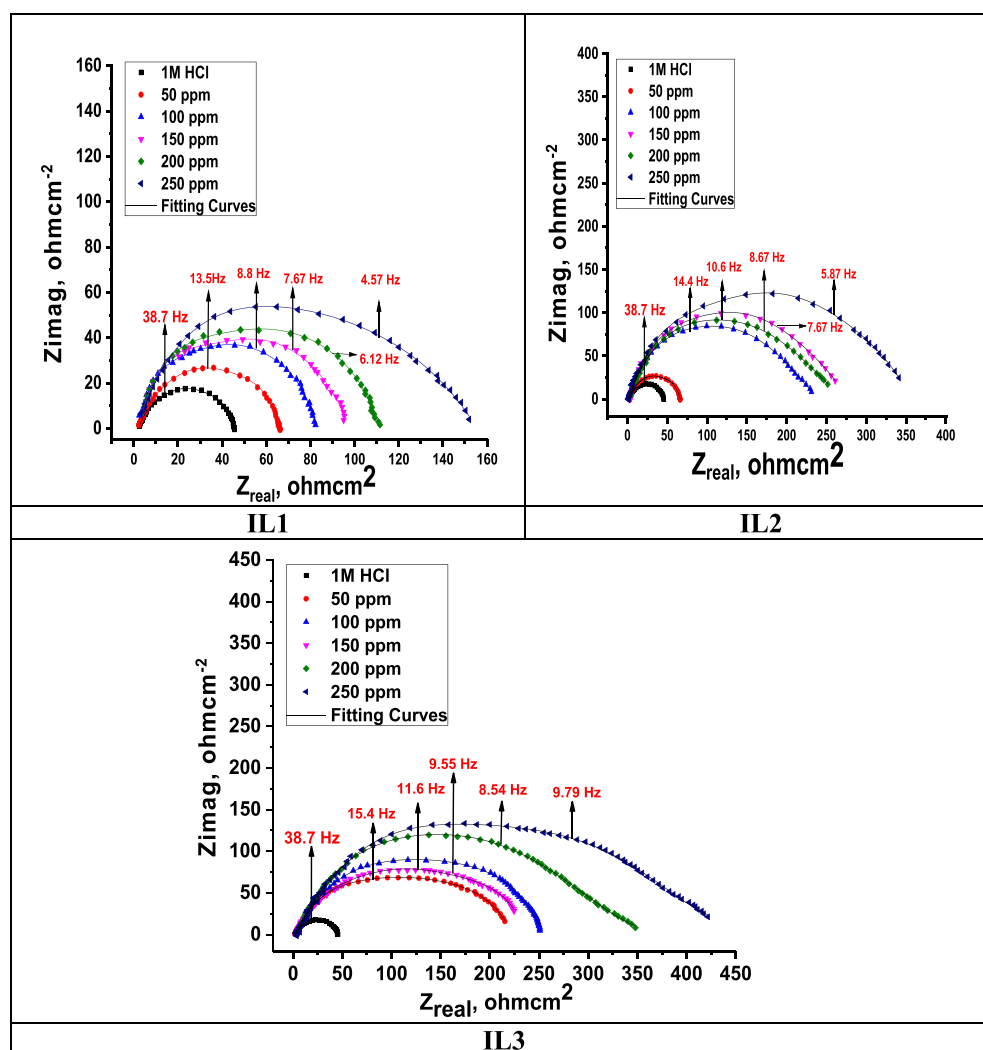 160
140
120
100
80
60
40
20
0
Zimag, ohmcm-2
1M HCl
50 ppm
100 ppm
150 ppm
200 ppm
250 ppm
Fitting Curves
38.7 Hz
13.5Hz
8.8 Hz
7.67 Hz
4.57 Hz
6.12 Hz
0 20 40 60 80 100 120 140 160
Zreal, ohmcm2
IL1
400
350
300
250
200
150
100
50
0
Zimag, ohmcm-2
1M HCl
50 ppm
100 ppm
150 ppm
200 ppm
250 ppm
Fitting Curves
38.7 Hz
14.4 Hz
10.6 Hz
8.67 Hz
5.87 Hz
7.67 Hz
0 50 100 150 200 250 300 350 400
Zreal, ohmcm2
IL2
450
400
350
300
250
200
150
100
50
0
Zimag, ohmcm-2
1M HCl
50 ppm
100 ppm
150 ppm
200 ppm
250 ppm
Fitting Curves
38.7 Hz
15.4 Hz
11.6 Hz
9.55 Hz
8.54 Hz
9.79 Hz
0 50 100 150 200 250 300 350 400 450
Zreal, ohmcm2
IL3